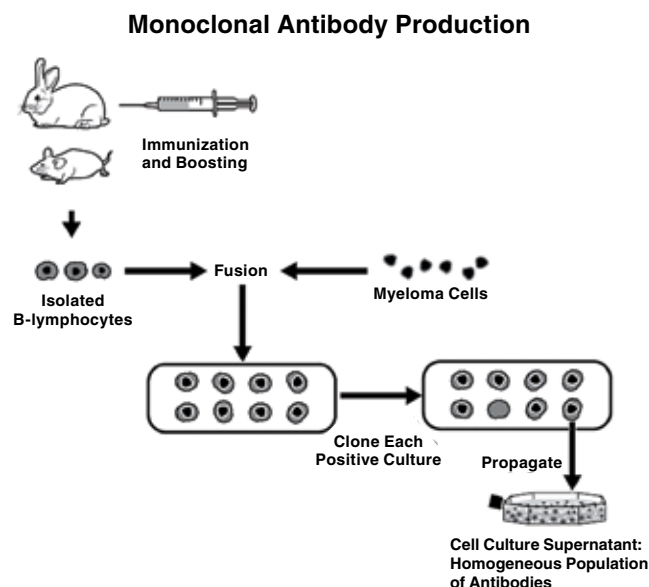 Monoclonal Antibody Production
Immunization
and Boosting
Fusion
Isolated
B-lymphocytes
Myeloma Cells
Clone Each
Positive Culture
Propagate
Cell Culture Supernatant:
Homogeneous Population
of Antibodies